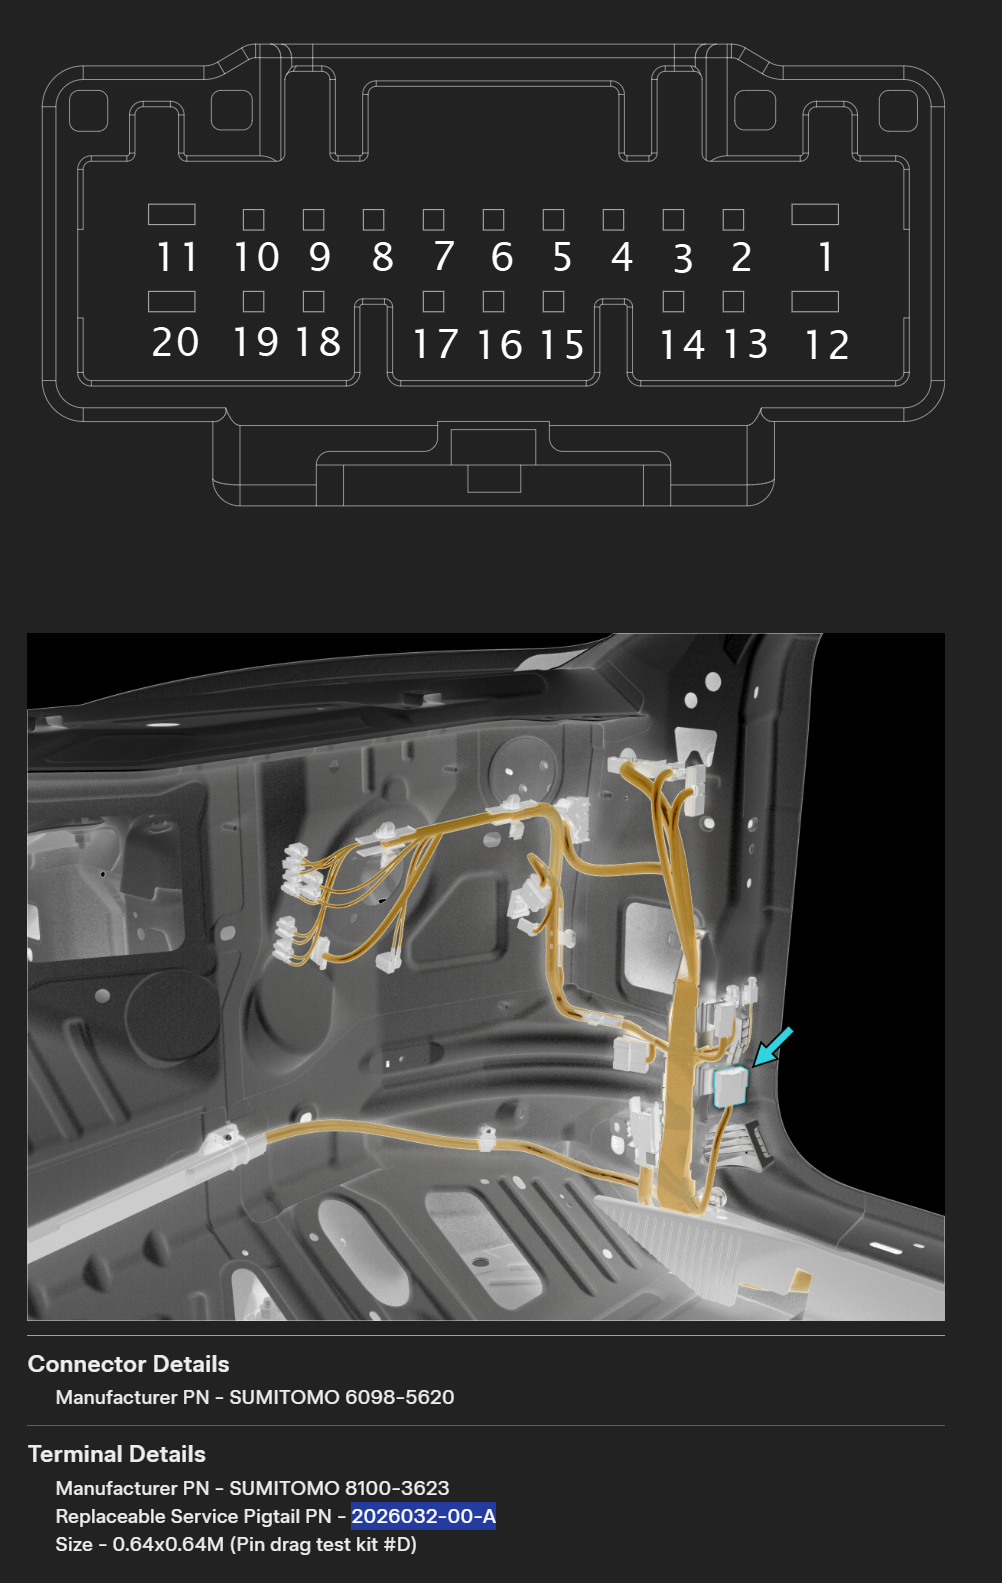 11 10 9 8 7 6 5 4 3 2 1
20 19 18 17 16 15 14 13 12
Connector Details
Manufacturer PN - SUMITOMO 6098-5620
Terminal Details
Manufacturer PN - SUMITOMO 8100-3623
Replaceable Service Pigtail PN - 2026032-00-A
Size - 0.64x0.64M (Pin drag test kit #D)